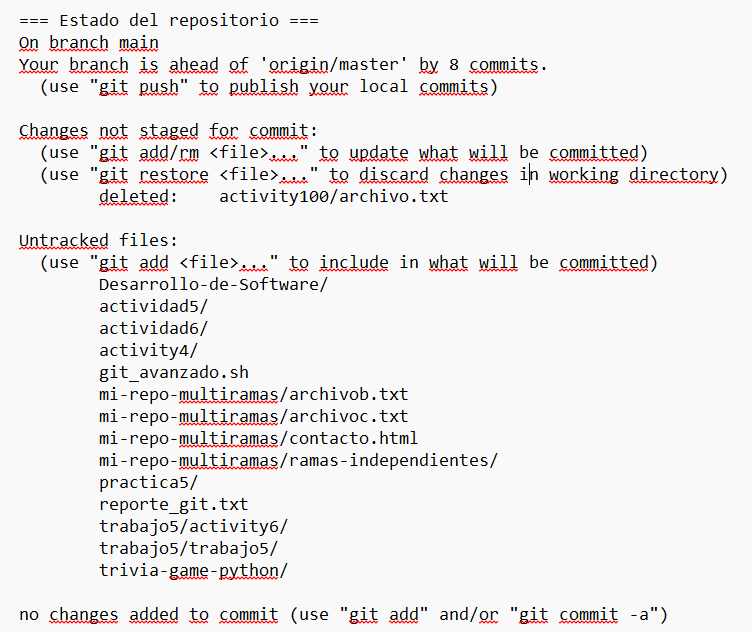 === Estado del repositorio ===
On branch main
Your branch is ahead of 'origin/master' by 8 commits.
(use "git push" to publish your local commits)
Changes not staged for commit:
(use "git add/rm <file>..." to update what will be committed)
(use "git restore <file>..." to discard changes in working directory)
deleted: activity100/archivo.txt
Untracked files:
(use "git add <file>..." to include in what will be committed)
Desarrollo-de-Software/
actividad5/
actividad6/
activity4/
git_avanzado.sh
mi-repo-multiramas/archivob.txt
mi-repo-multiramas/archivoc.txt
mi-repo-multiramas/contacto.html
mi-repo-multiramas/ramas-independientes/
practica5/
reporte_git.txt
trabajo5/activity6/
trabajo5/trabajo5/
trivia-game-python/
no changes added to commit (use "git add" and/or "git commit -a")